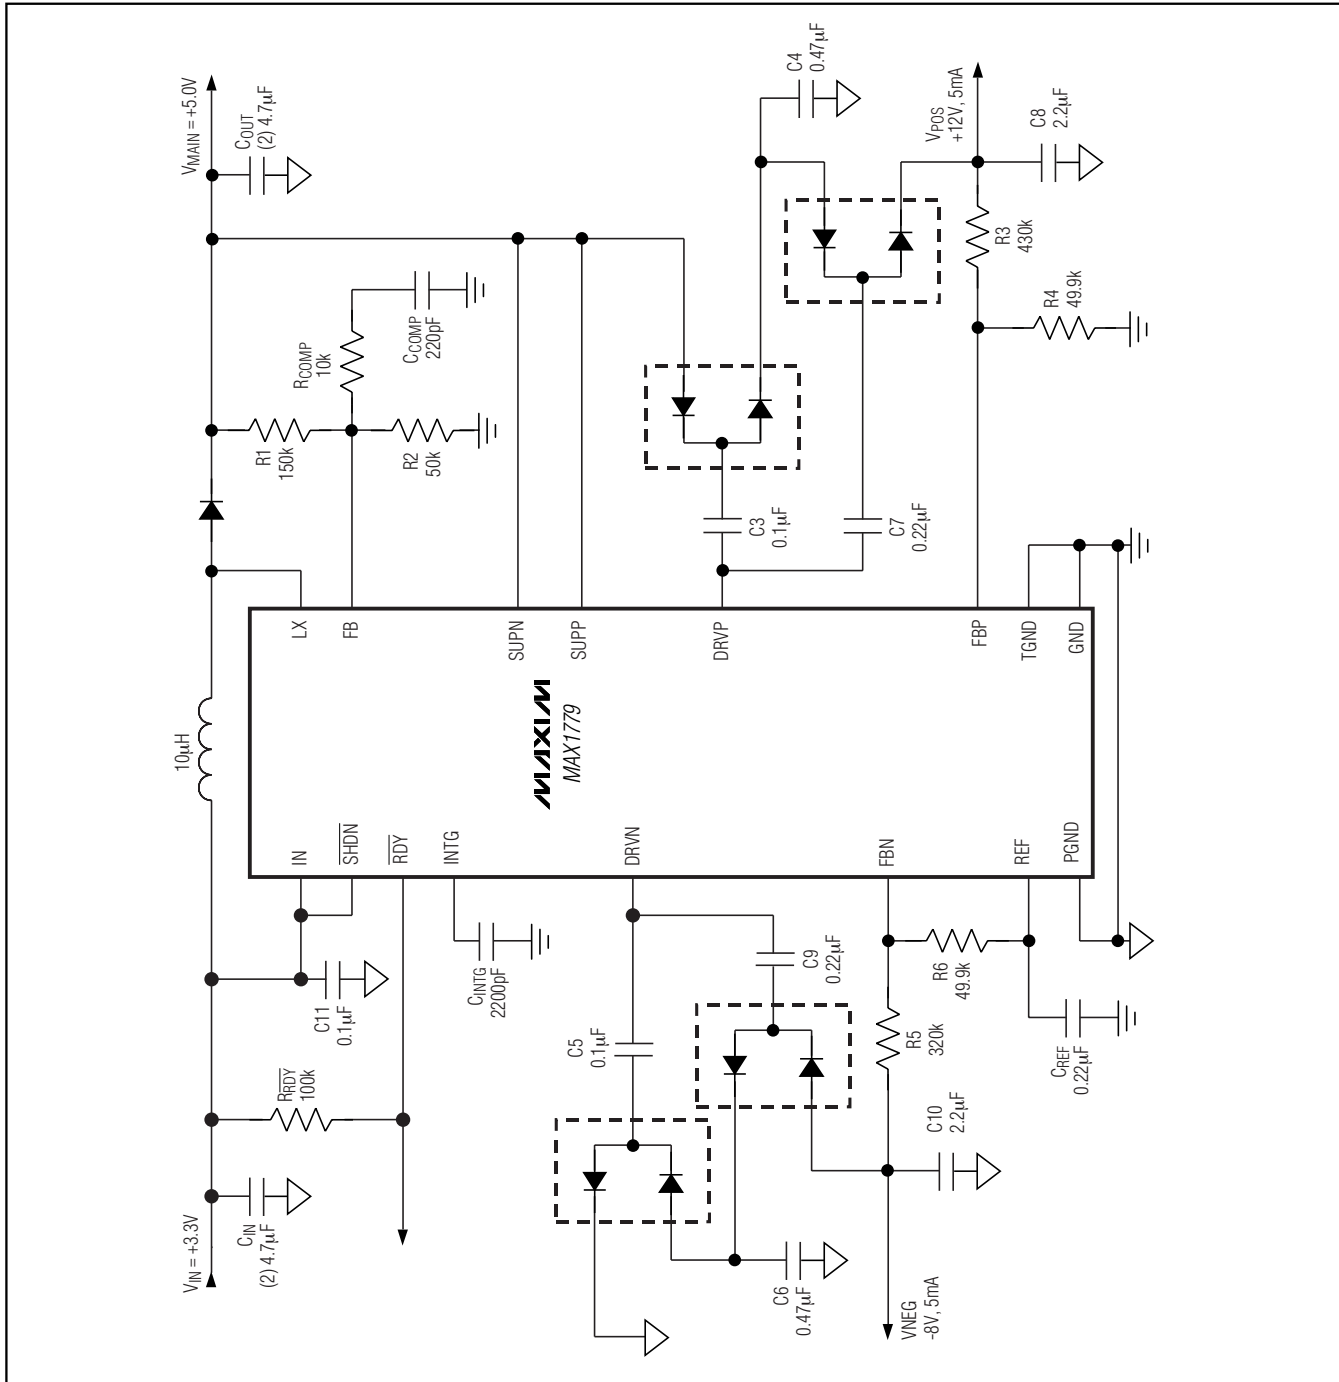 VIN = +3.3V
CIN
(2) 4.7µF
RRDY
100k
C11
0.1µF
10µH
VMAIN = +5.0V
COUT
(2) 4.7µF
R1
150k
RCOMP
10k
CCOMP
220pF
R2
50k
IN
SHDN
RDY
INTG
DRVN
FBN
REF
PGND
LX
FB
SUPN
SUPP
DRVP
FBP
TGND
GND
MAXIM
MAX1779
CINTG
2200pF
C5
0.1µF
C9
0.22µF
C6
0.47µF
R5
320k
R6
49.9k
CREF
0.22µF
C10
2.2µF
VNEG
-8V, 5mA
C3
0.1µF
C7
0.22µF
C4
0.47µF
VPOS
+12V, 5mA
C8
2.2µF
R3
430k
R4
49.9k